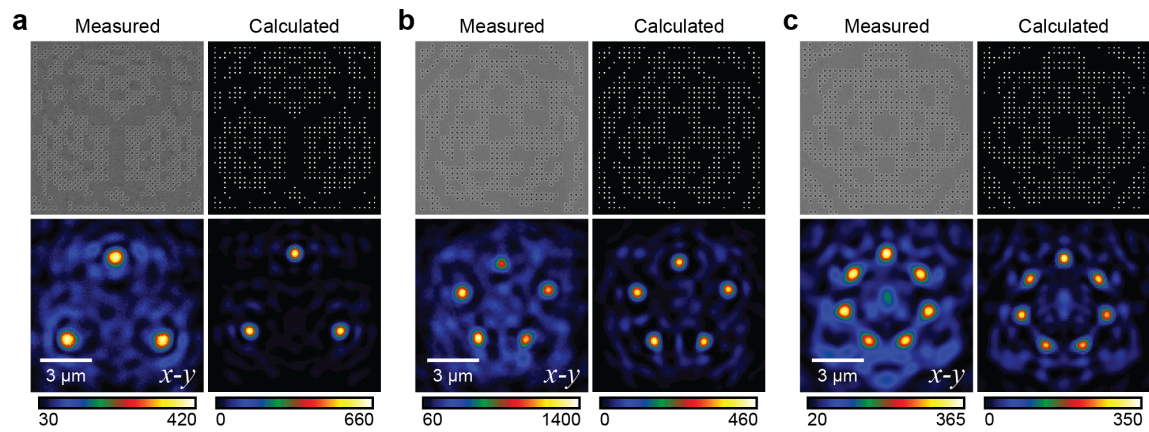 a Measured Calculated
b Measured Calculated
c Measured Calculated
3 µm x-y
3 µm x-y
3 µm x-y
30 420 0 660
60 1400 0 460
20 365 0 350